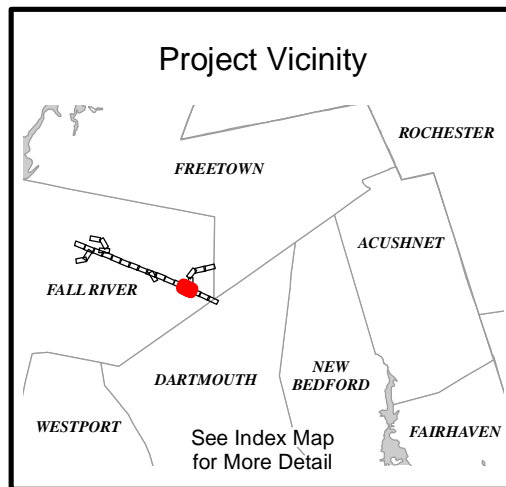 Project Vicinity
ROCHESTER
FREETOWN
ACUSHNET
FALL RIVER
DARTMOUTH
NEW
BEDFORD
WESTPORT
FAIRHAVEN
See Index Map
for More Detail